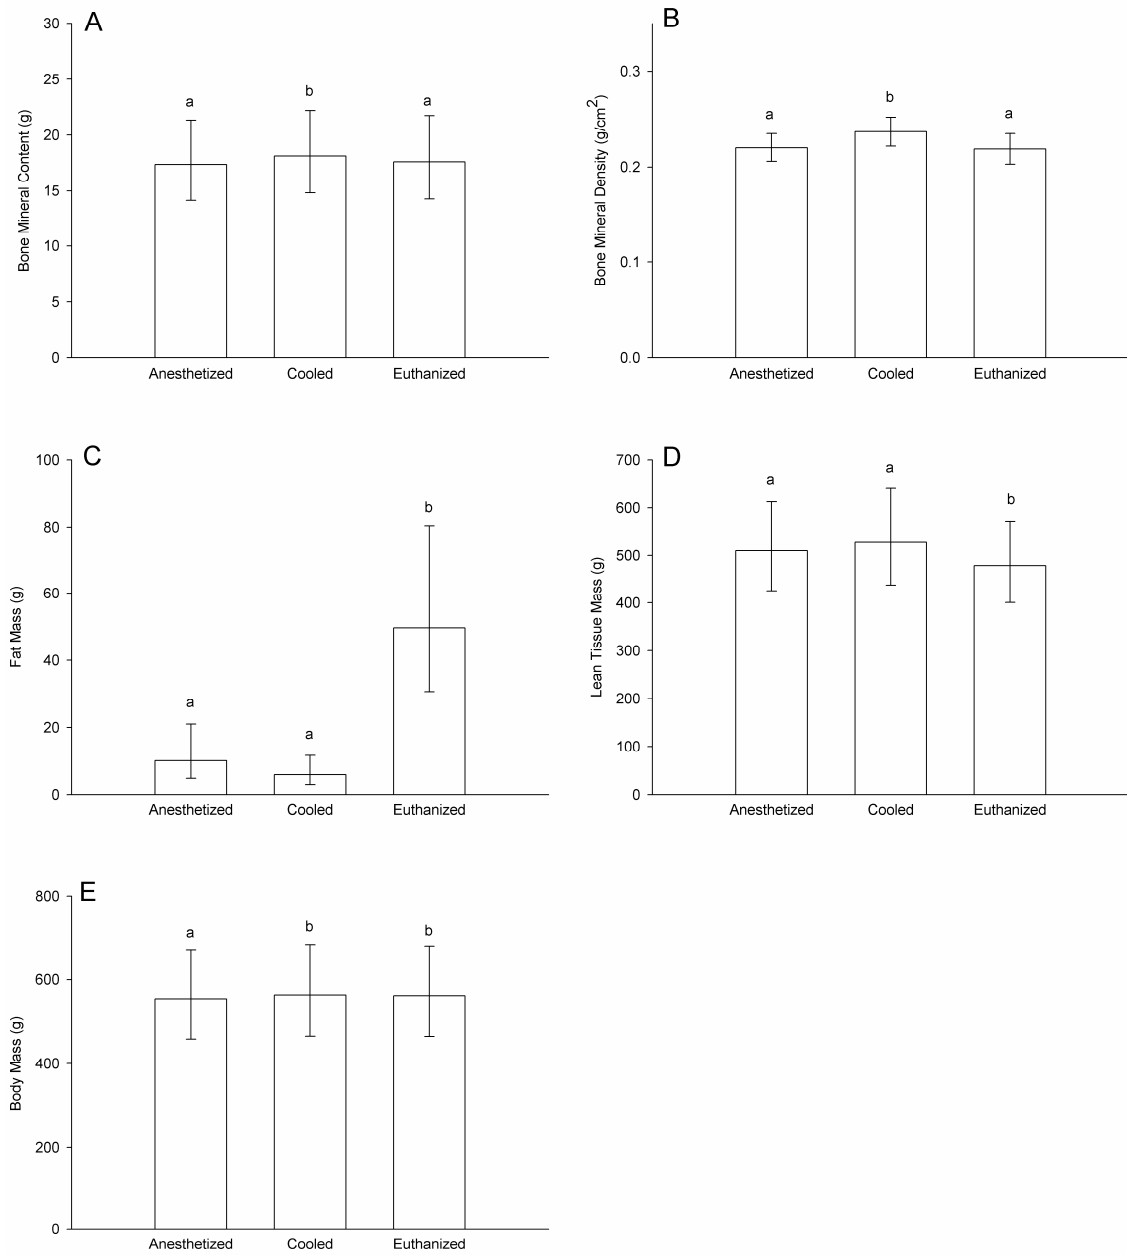 A
Bone Mineral Content (g)
30
25
20
15
10
5
0
a
b
a
Anesthetized
Cooled
Euthanized
B
Bone Mineral Density (g/cm2)
0.3
0.2
0.1
0.0
a
b
a
Anesthetized
Cooled
Euthanized
C
Fat Mass (g)
100
80
60
40
20
0
a
a
b
Anesthetized
Cooled
Euthanized
D
Lean Tissue Mass (g)
700
600
500
400
300
200
100
0
a
a
b
Anesthetized
Cooled
Euthanized
E
Body Mass (g)
800
600
400
200
0
a
b
b
Anesthetized
Cooled
Euthanized